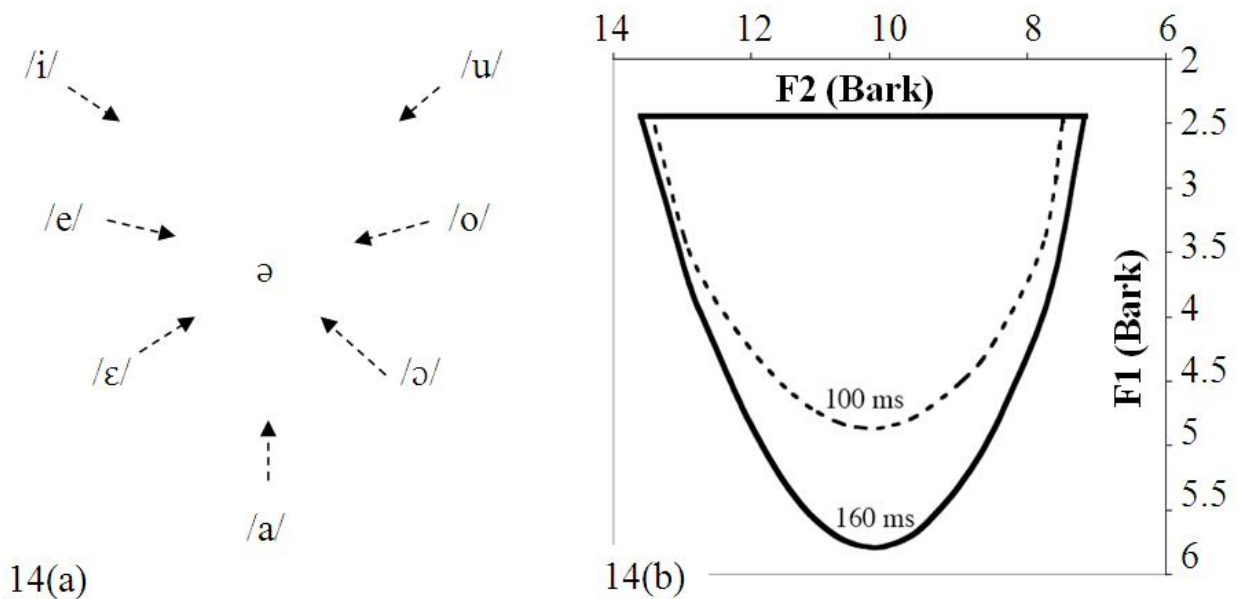 /i/ /u/
/e/ /o/
ə
/ɛ/ /ɔ/
/a/
14(a)
14 12 10 8 6
F2 (Bark)
2
2.5
3
3.5
4
4.5
5
5.5
6
F1 (Bark)
100 ms
160 ms
14(b)